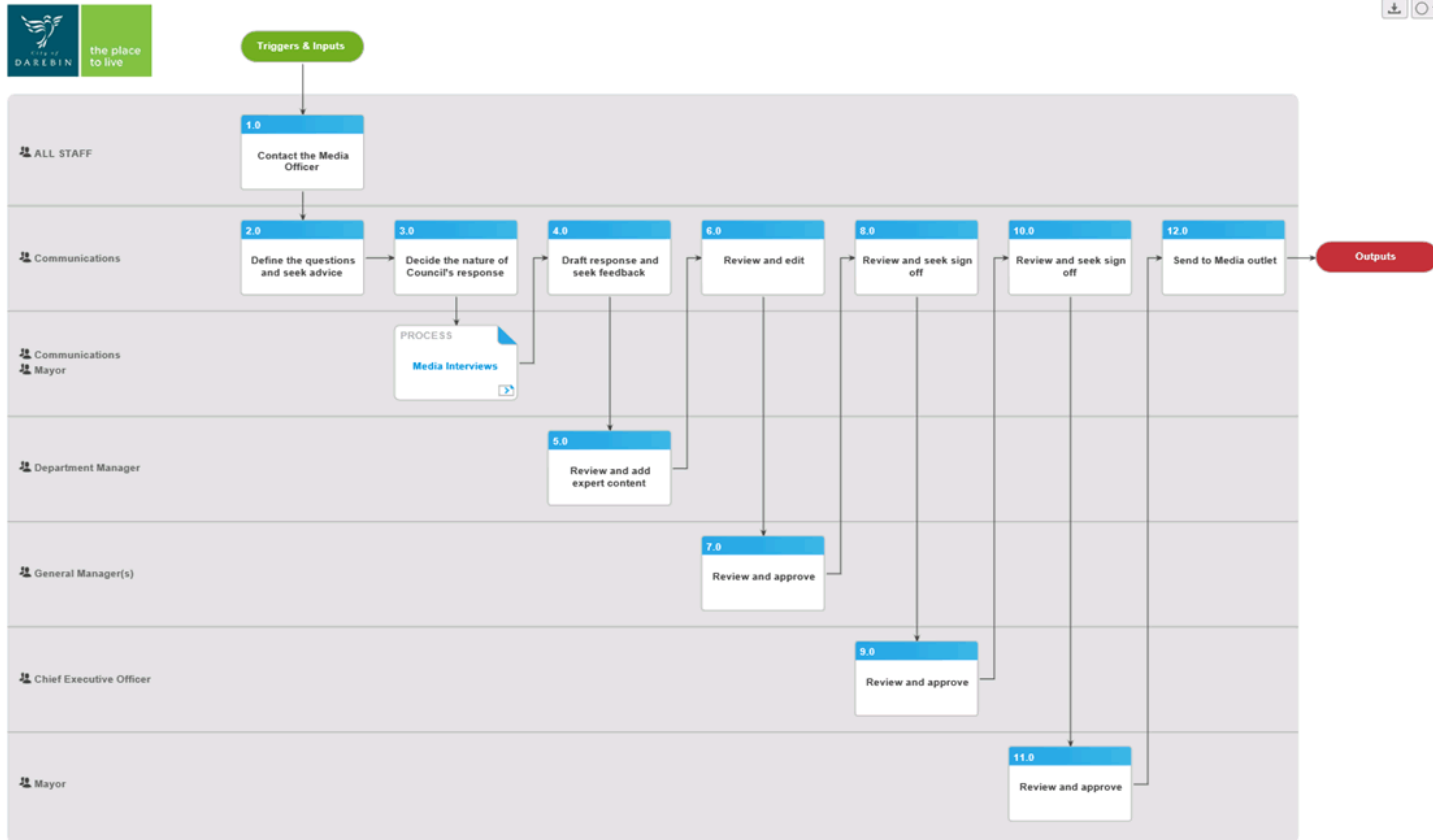 City of
DAREBIN
the place
to live
Triggers & Inputs
ALL STAFF
1.0
Contact the Media
Officer
Communications
2.0
Define the questions
and seek advice
3.0
Decide the nature of
Council's response
4.0
Draft response and
seek feedback
6.0
Review and edit
8.0
Review and seek sign
off
10.0
Review and seek sign
off
12.0
Send to Media outlet
Outputs
Communications
Mayor
PROCESS
Media Interviews
Department Manager
5.0
Review and add
expert content
General Manager(s)
7.0
Review and approve
Chief Executive Officer
9.0
Review and approve
Mayor
11.0
Review and approve